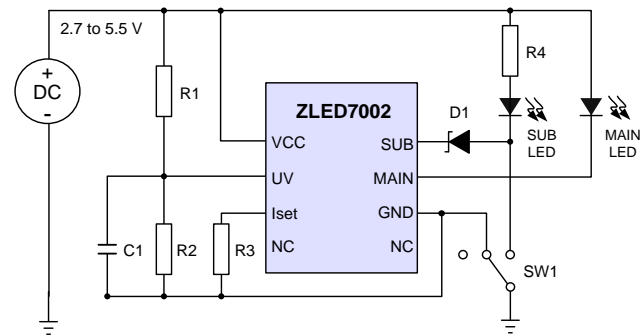 2.7 to 5.5 V
+
DC
-
R1
R4
ZLED7002
D1
VCC
SUB
SUB
LED
MAIN
LED
UV
MAIN
Iset
GND
NC
NC
C1
R2
R3
SW1